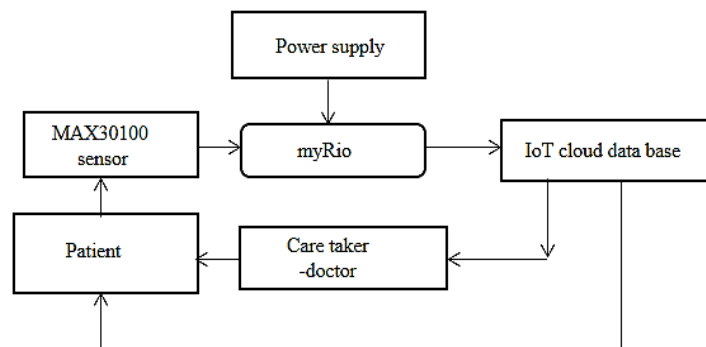 Power supply
MAX30100
sensor
myRio
IoT cloud data base
Patient
Care taker
-doctor